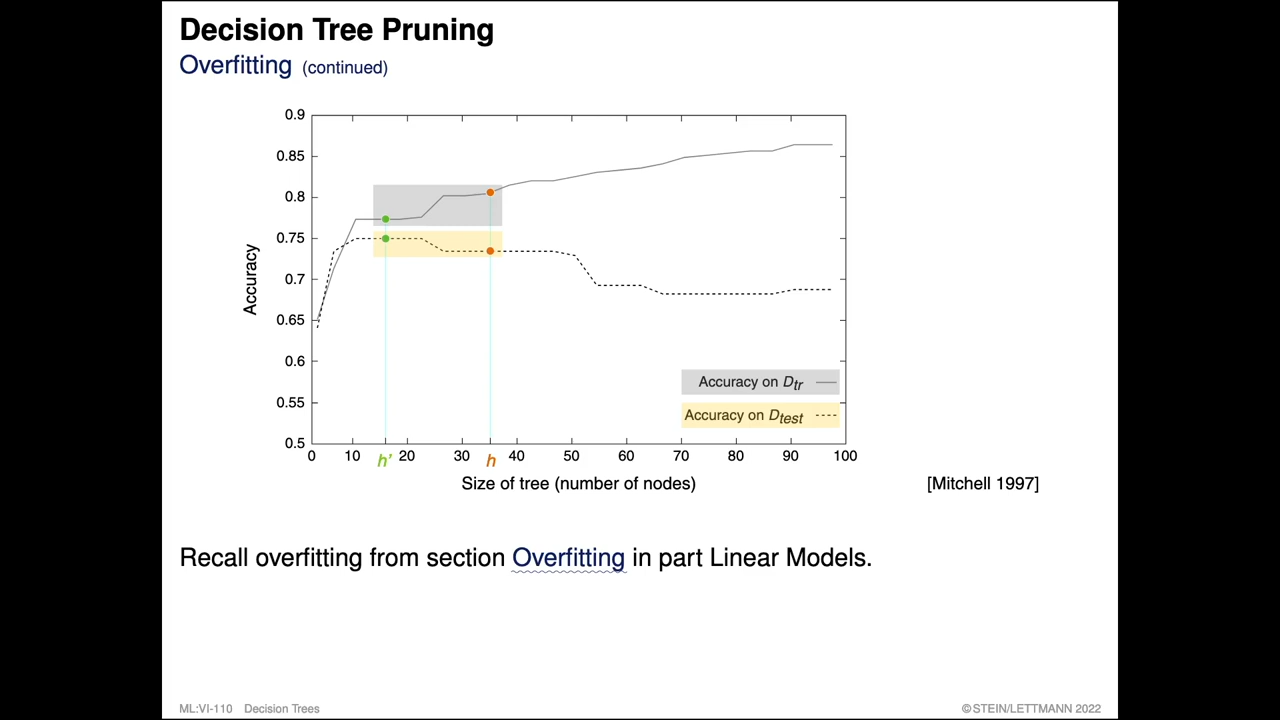 Decision Tree Pruning
Overfitting (continued)
0.9
0.85
0.8
0.75
0.7
0.65
0.6
0.55
0.5
Accuracy
Accuracy on Dtr
Accuracy on Dtest
0 10 20 30 40 50 60 70 80 90 100
h' h
Size of tree (number of nodes)
[Mitchell 1997]
Recall overfitting from section Overfitting in part Linear Models.
ML:VI-110 Decision Trees
©STEIN/LETTMANN 2022